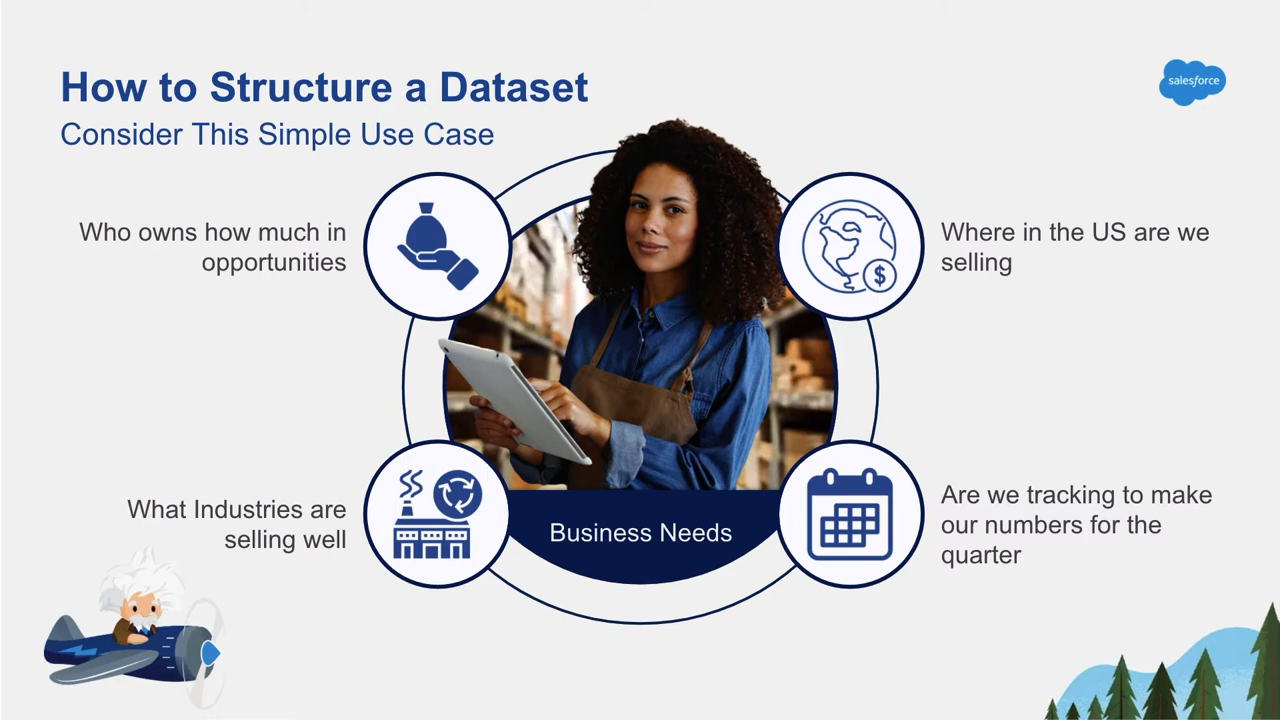 How to Structure a Dataset
Consider This Simple Use Case
salesforce
Who owns how much in
opportunities
Where in the US are we
selling
$
What Industries are
selling well
Business Needs
Are we tracking to make
our numbers for the
quarter